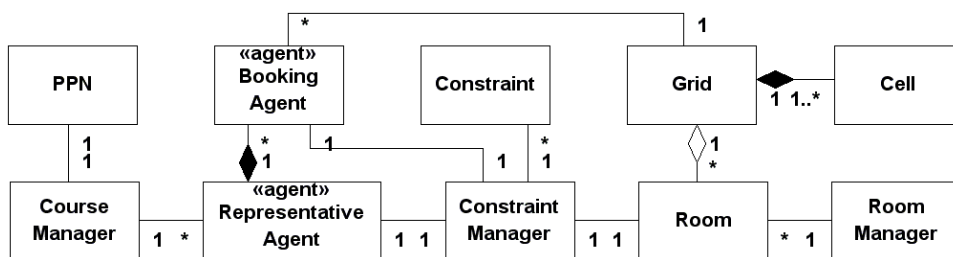 * 1
«agent»
Booking
Agent
PPN
Constraint
Grid
Cell
1 1..*
1
1
*
1
1
1
*
1
1
*
Course
Manager
«agent»
Representative
Agent
Constraint
Manager
Room
Room
Manager
1 *
1 1
1 1
* 1